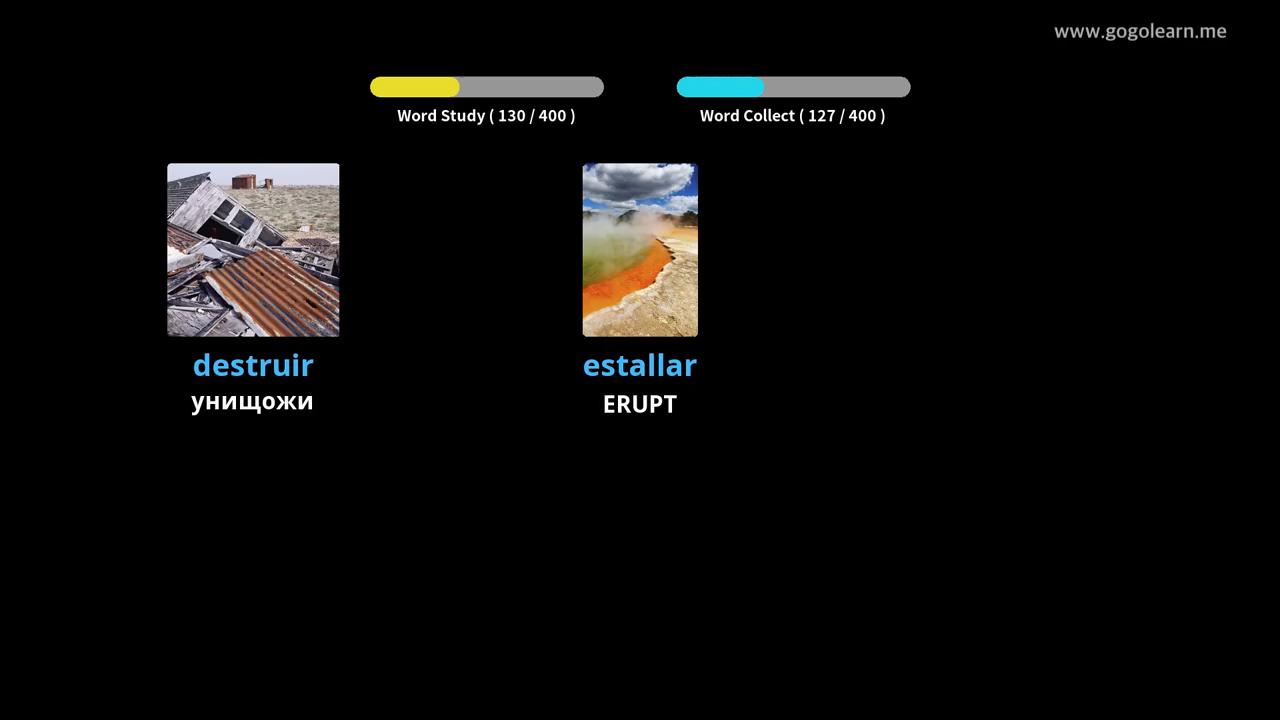 www.gogolearn.me
Word Study ( 130 / 400 )
Word Collect ( 127 / 400 )
destruir
унищожи
estallar
ERUPT